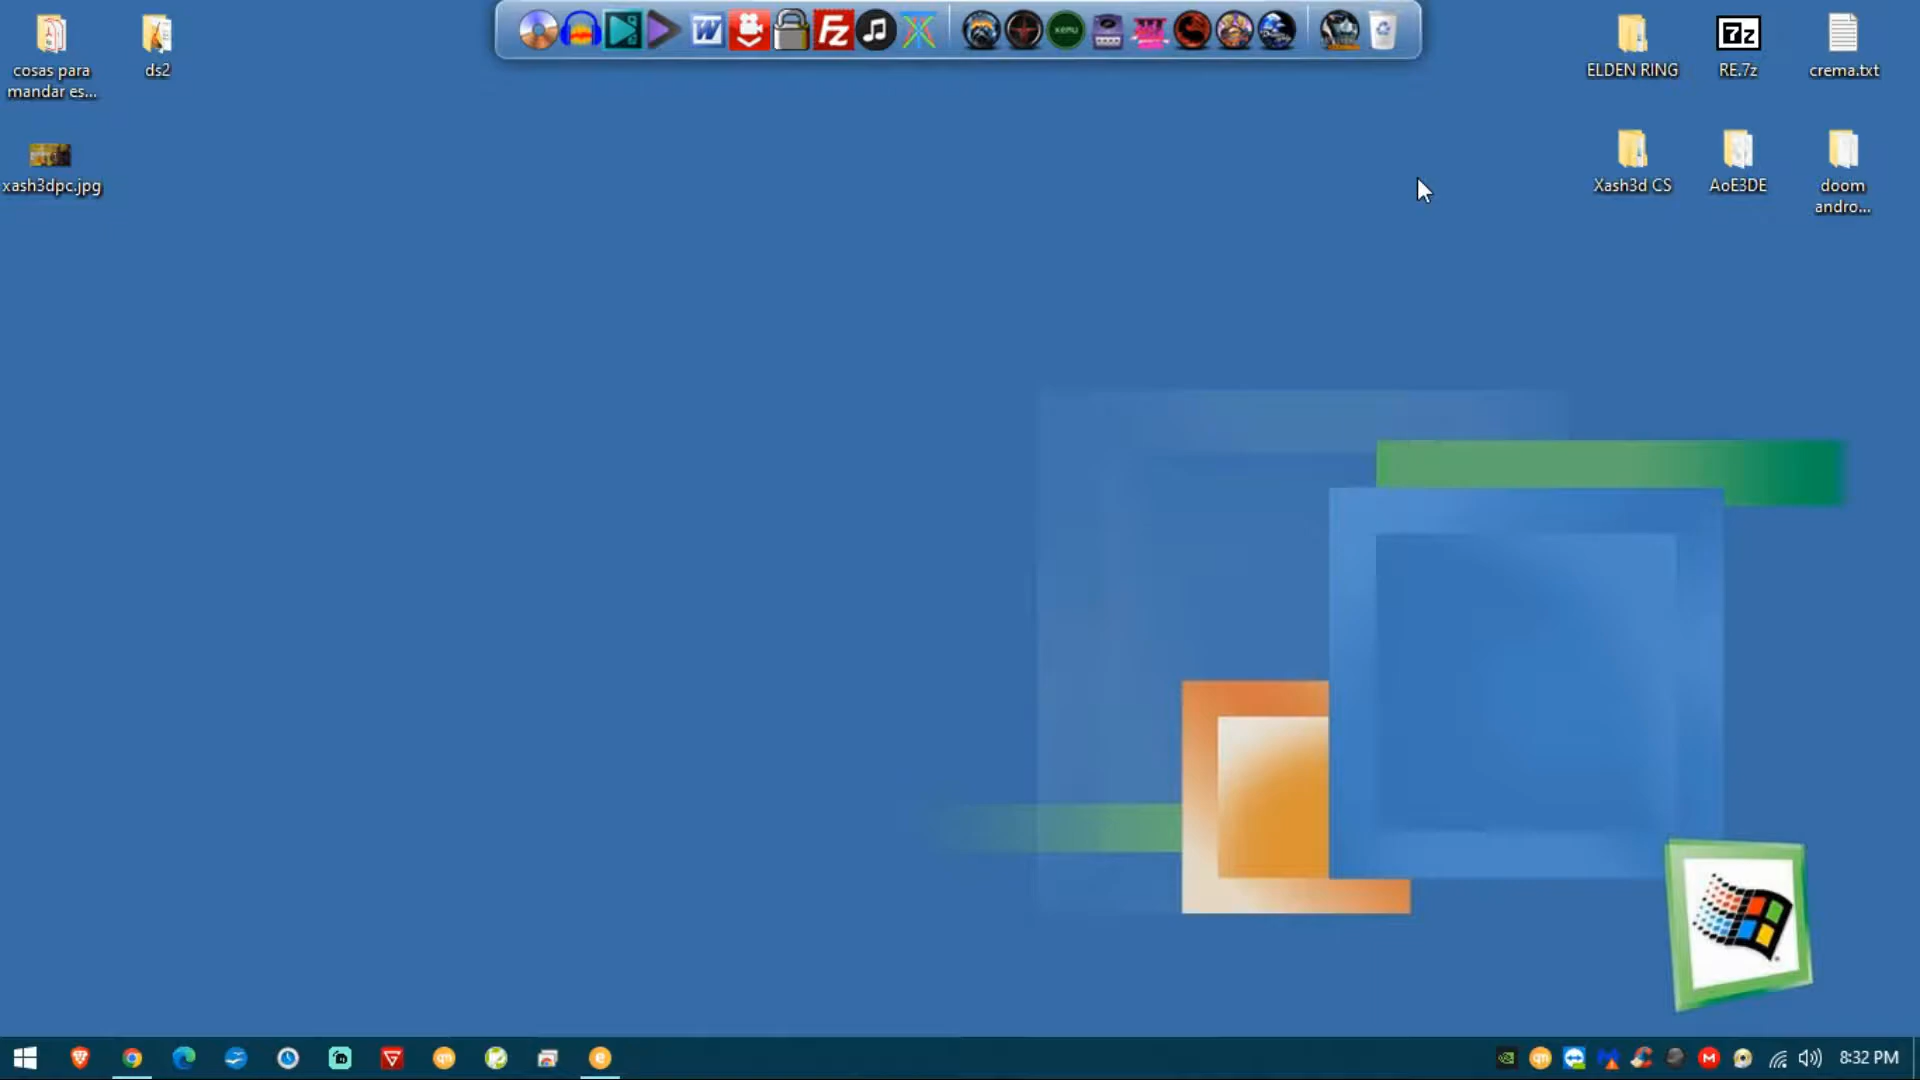 cosas para
mandar es...
ds2
ELDEN RING
RE.7z
crema.txt
xash3dpc.jpg
Xash3d CS
AoE3DE
doom
andro...
8:32 PM